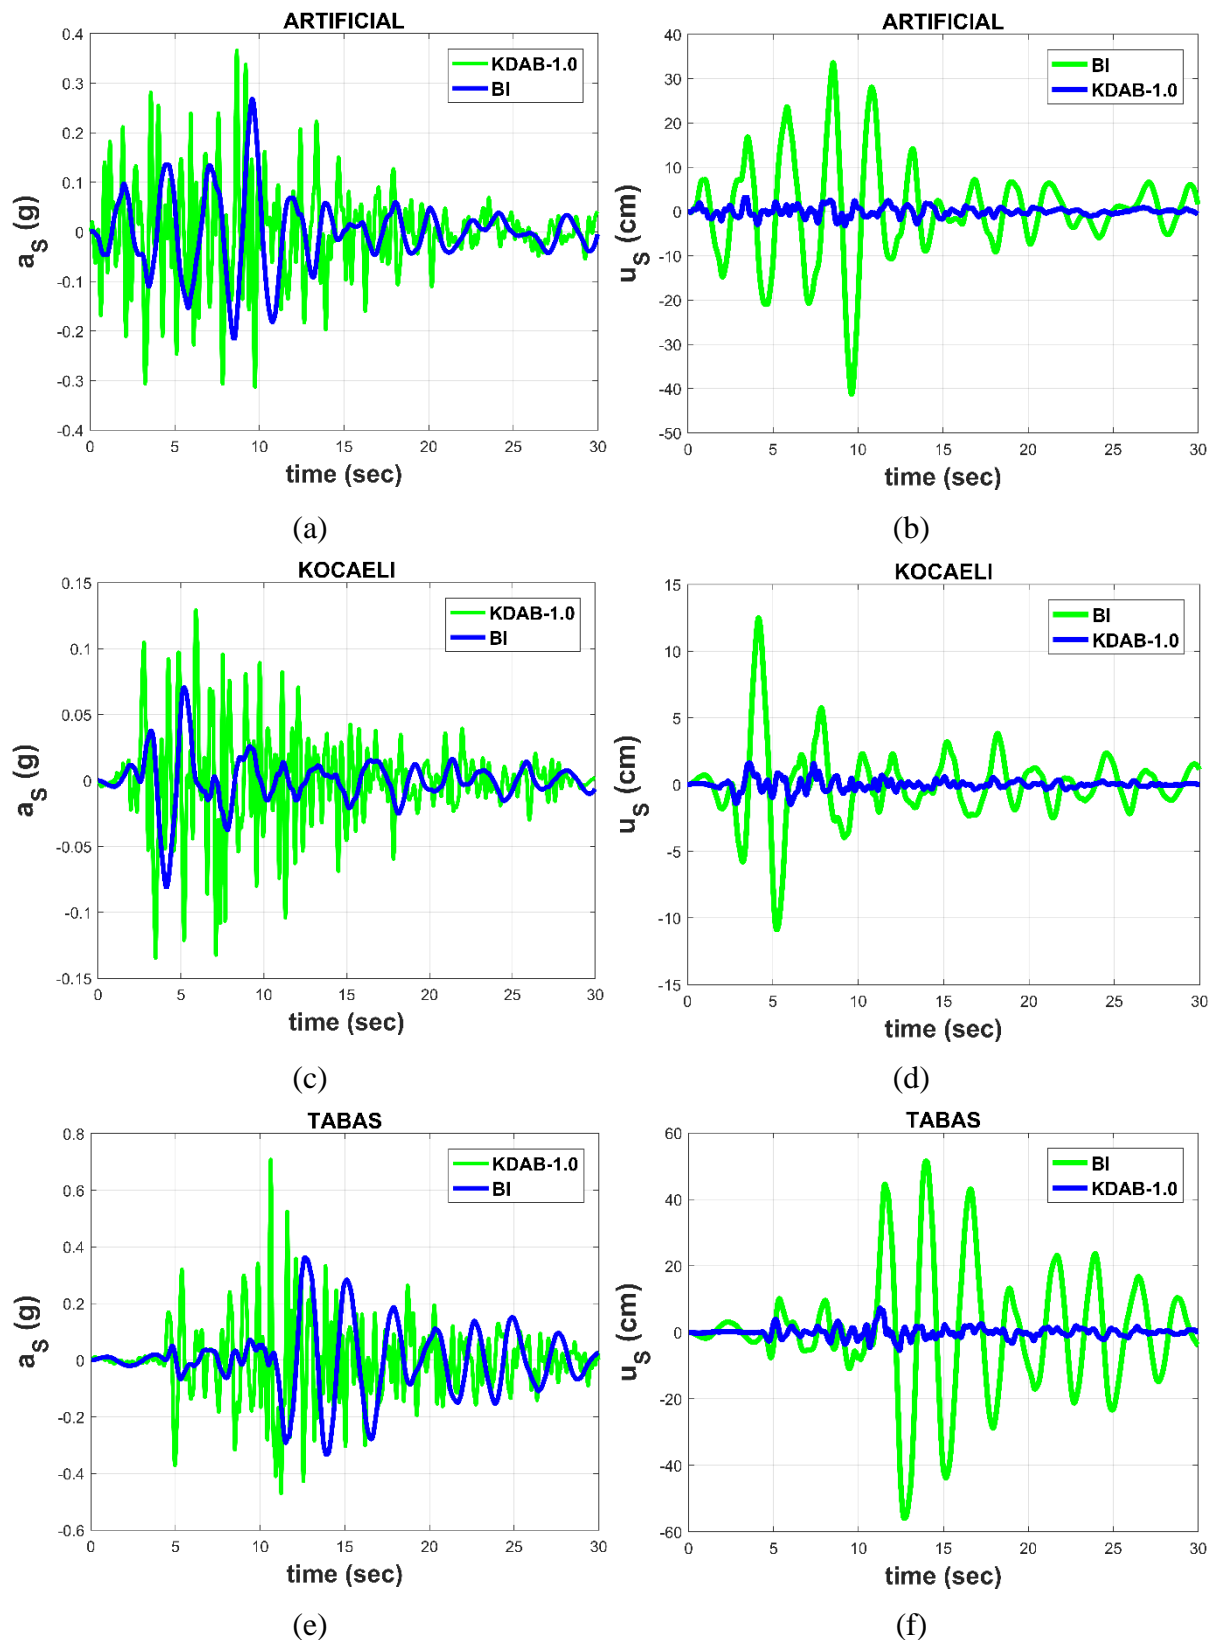 ARTIFICIAL
0.4
0.3
0.2
0.1
0
-0.1
-0.2
-0.3
-0.4
a_S (g)
KDAB-1.0
BI
0 5 10 15 20 25 30
time (sec)
(a)
ARTIFICIAL
40
30
20
10
0
-10
-20
-30
-40
-50
u_S (cm)
BI
KDAB-1.0
0 5 10 15 20 25 30
time (sec)
(b)
KOCAELI
0.15
0.1
0.05
0
-0.05
-0.1
-0.15
a_S (g)
KDAB-1.0
BI
0 5 10 15 20 25 30
time (sec)
(c)
KOCAELI
15
10
5
0
-5
-10
-15
u_S (cm)
BI
KDAB-1.0
0 5 10 15 20 25 30
time (sec)
(d)
TABAS
0.8
0.6
0.4
0.2
0
-0.2
-0.4
-0.6
a_S (g)
KDAB-1.0
BI
0 5 10 15 20 25 30
time (sec)
(e)
TABAS
60
40
20
0
-20
-40
-60
u_S (cm)
BI
KDAB-1.0
0 5 10 15 20 25 30
time (sec)
(f)